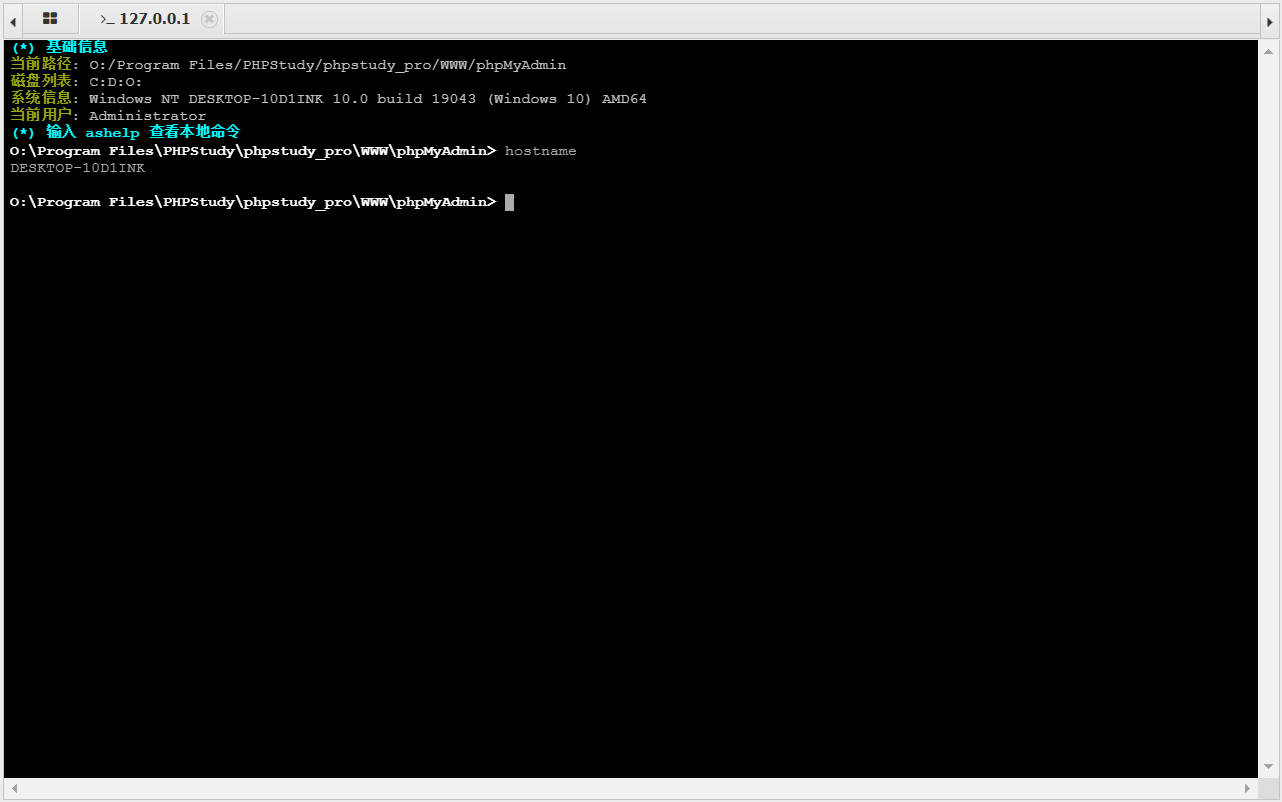 >_ 127.0.0.1
(*) 基础信息
当前路径: O:/Program Files/PHPStudy/phpstudy_pro/WWW/phpMyAdmin
磁盘列表: C:D:O:
系统信息: Windows NT DESKTOP-10D1INK 10.0 build 19043 (Windows 10) AMD64
当前用户: Administrator
(*) 输入 ashelp 查看本地命令
O:\Program Files\PHPStudy\phpstudy_pro\WWW\phpMyAdmin> hostname
DESKTOP-10D1INK
O:\Program Files\PHPStudy\phpstudy_pro\WWW\phpMyAdmin>